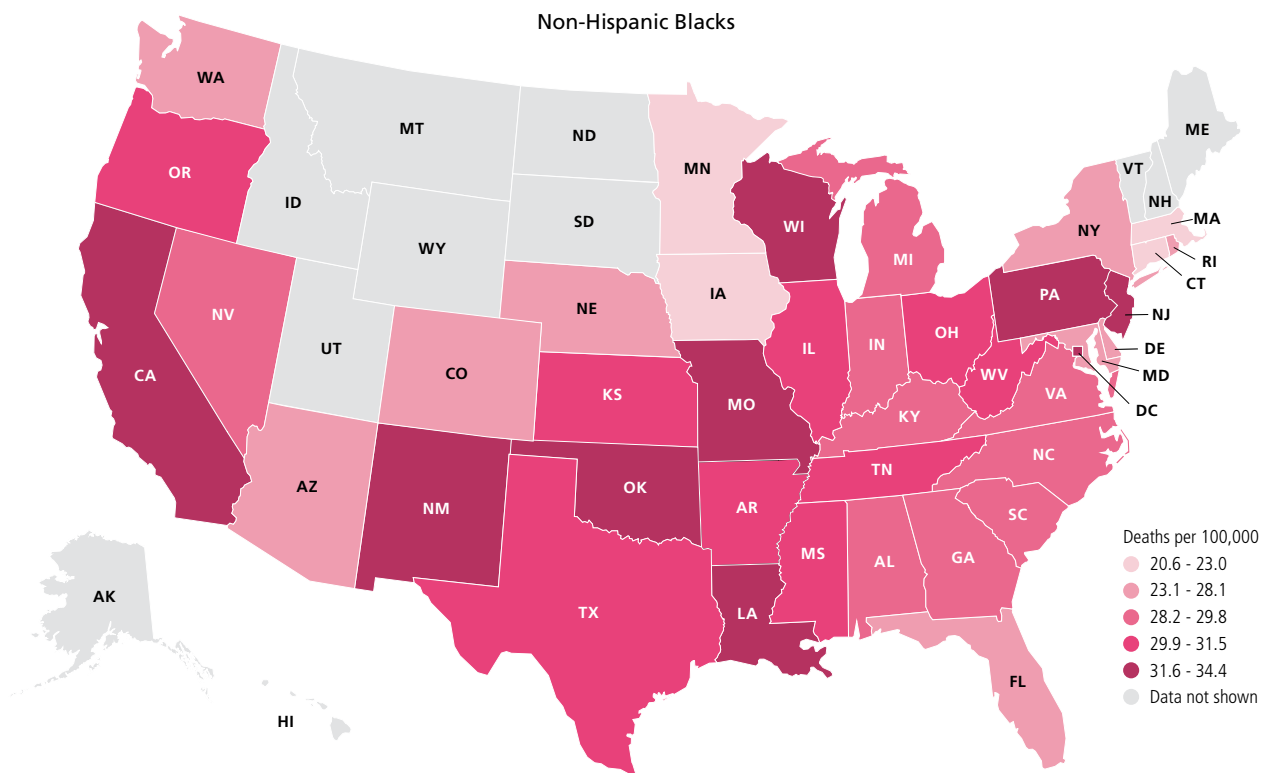 Non-Hispanic Blacks
WA
MT
ND
MN
ME
VT
NH
OR
ID
SD
WI
NY
MA
WY
MI
RI
CT
IA
NE
PA
NV
NJ
UT
IL
IN
OH
DE
CO
WV
MD
CA
KS
MO
VA
DC
KY
NC
AZ
OK
TN
NM
AR
SC
MS
AL
GA
AK
TX
LA
FL
HI
Deaths per 100,000
20.6 - 23.0
23.1 - 28.1
28.2 - 29.8
29.9 - 31.5
31.6 - 34.4
Data not shown